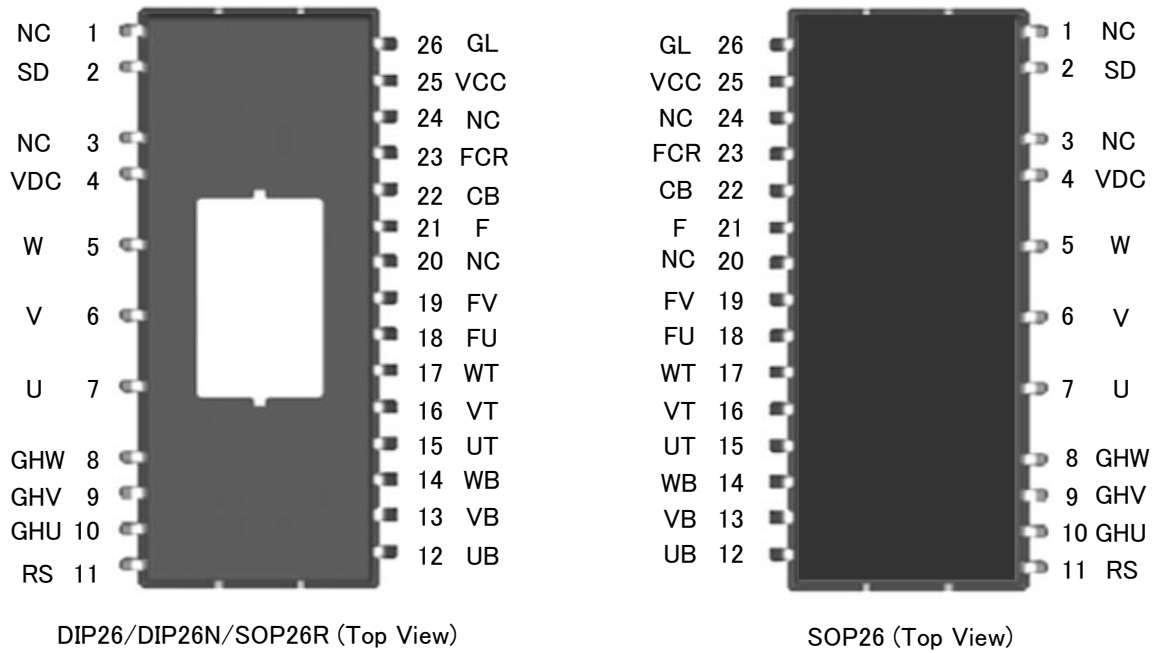 NC 1
SD 2
NC 3
VDC 4
W 5
V 6
U 7
GHW 8
GHV 9
GHU 10
RS 11
26 GL
25 VCC
24 NC
23 FCR
22 CB
21 F
20 NC
19 FV
18 FU
17 WT
16 VT
15 UT
14 WB
13 VB
12 UB
DIP26/DIP26N/SOP26R (Top View)
GL 26
VCC 25
NC 24
FCR 23
CB 22
F 21
NC 20
FV 19
FU 18
WT 17
VT 16
UT 15
WB 14
VB 13
UB 12
1 NC
2 SD
3 NC
4 VDC
5 W
6 V
7 U
8 GHW
9 GHV
10 GHU
11 RS
SOP26 (Top View)